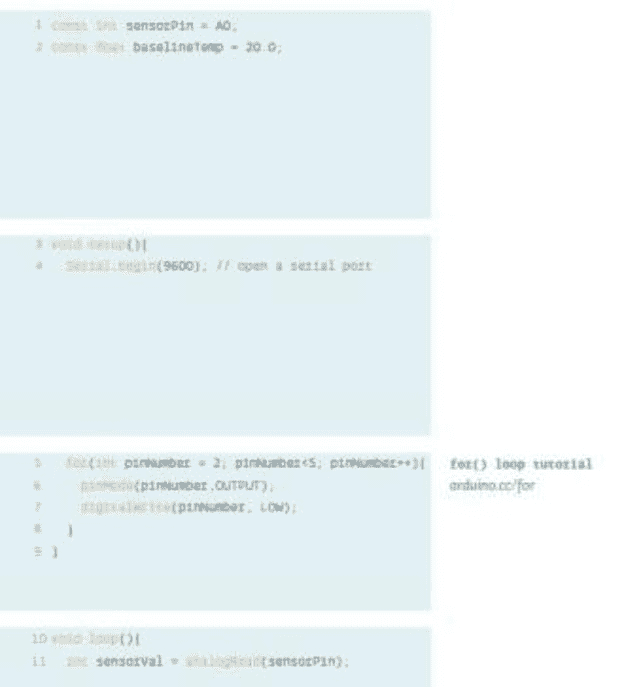 1 const int sensorPin = A0;
2 const float baselineTemp = 20.0;
3 void setup(){
4 Serial.begin(9600); // open a serial port
5 for(int pinNumber = 2; pinNumber<5; pinNumber++){
for() loop tutorial
arduino.cc/for
6 pinMode(pinNumber,OUTPUT);
7 digitalWrite(pinNumber, LOW);
8 }
9 }
10 void loop(){
11 int sensorVal = analogRead(sensorPin);